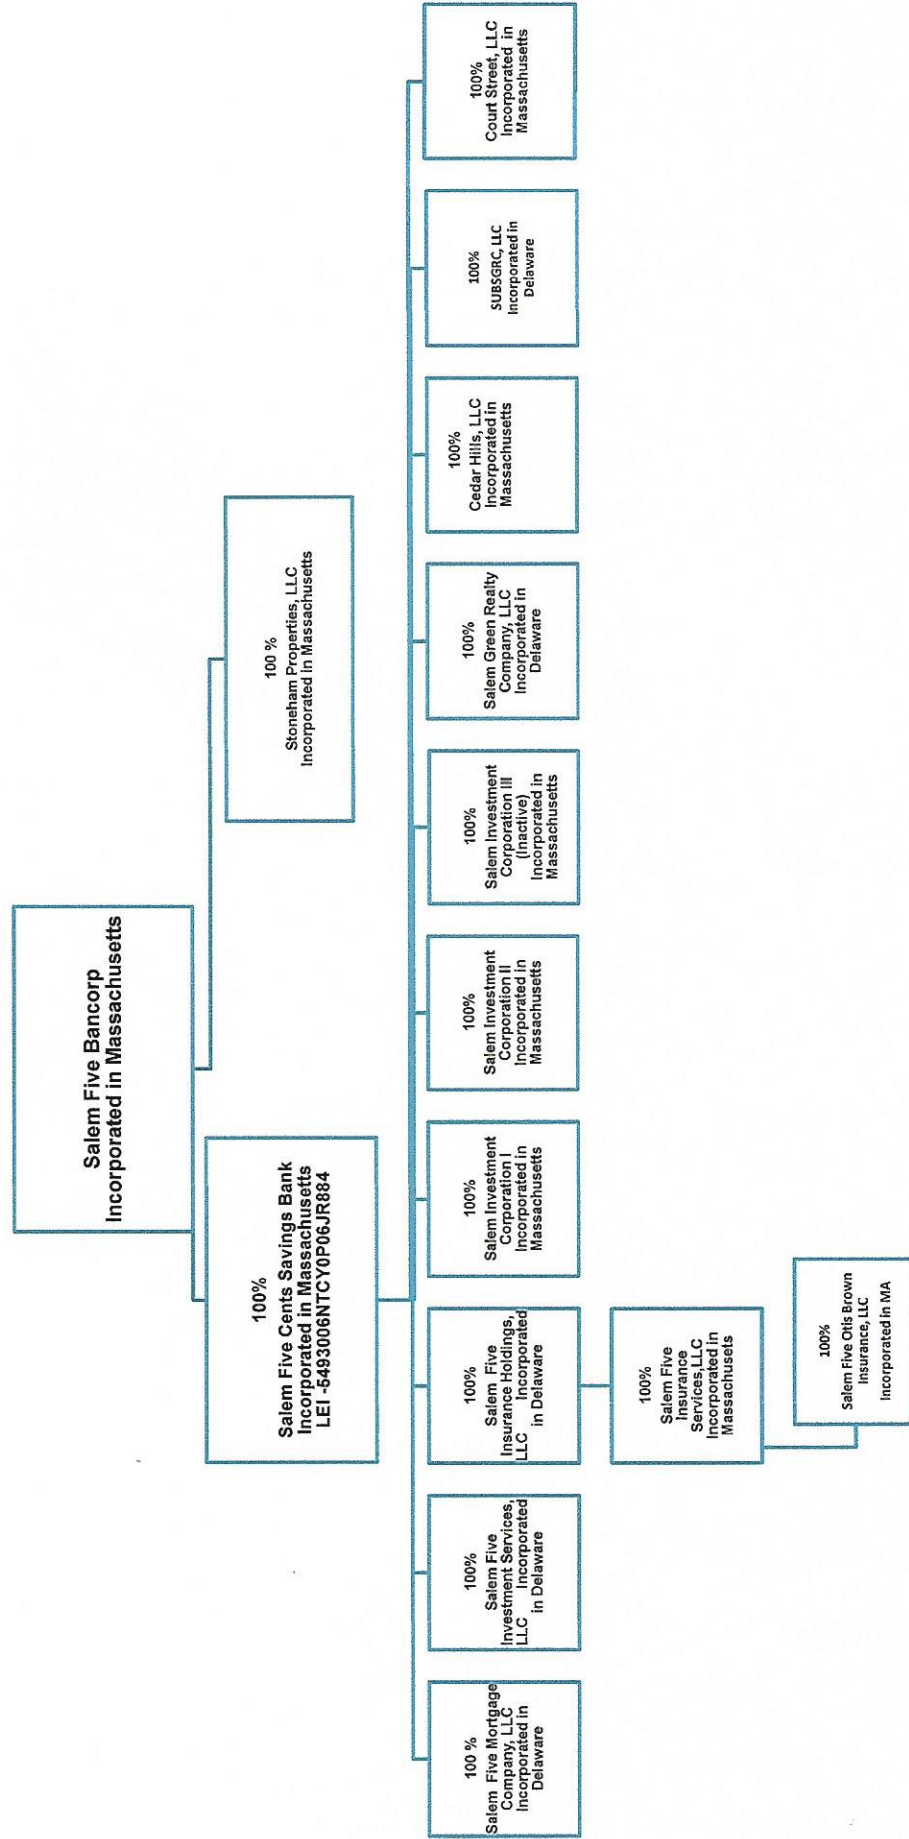 Salem Five Bancorp
Incorporated in Massachusetts
100%
Salem Five Cents Savings Bank
Incorporated in Massachusetts
LEI -5493006NTCY0P06JR884
100 %
Stoneham Properties, LLC
Incorporated in Massachusetts
100 %
Salem Five Mortgage
Company, LLC
Incorporated in
Delaware
100%
Salem Five
Investment Services,
LLC Incorporated
in Delaware
100%
Salem Five
Insurance Holdings,
LLC Incorporated
in Delaware
100%
Salem Investment
Corporation I
Incorporated in
Massachusetts
100%
Salem Investment
Corporation II
Incorporated in
Massachusetts
100%
Salem Investment
Corporation III
(Inactive)
Incorporated in
Massachusetts
100%
Salem Green Realty
Company, LLC
Incorporated in
Delaware
100%
Cedar Hills, LLC
Incorporated in
Massachusetts
100%
SUBSGRC, LLC
Incorporated in
Delaware
100%
Court Street, LLC
Incorporated in
Massachusetts
100%
Salem Five
Insurance
Services,LLC
Incorporated in
Massachusets
100%
Salem Five Otis Brown
Insurance, LLC
Incorporated in MA